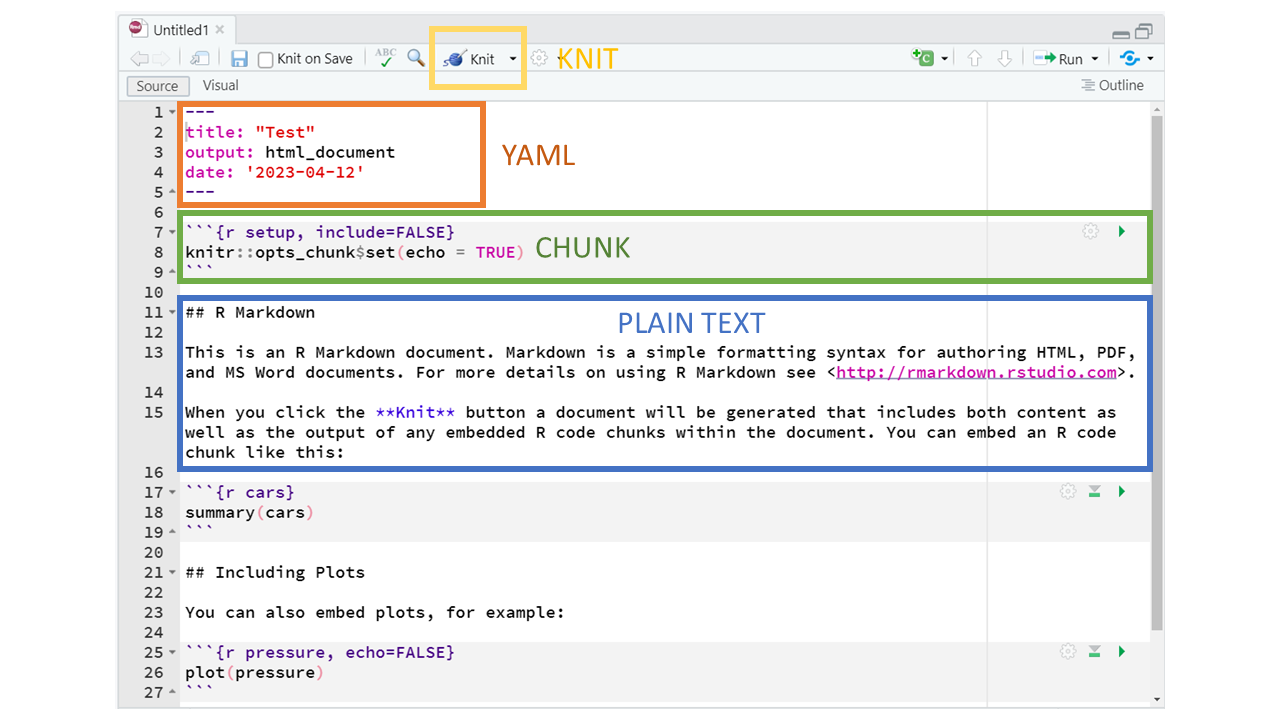 Untitled1
Knit on Save ABC Knit KNIT Run
Source Visual Outline
1 ---
2 title: "Test"
3 output: html_document
4 date: '2023-04-12'
5 ---
YAML
6
7 ```{r setup, include=FALSE}
8 knitr::opts_chunk$set(echo = TRUE)
9 ```
CHUNK
10
11 ## R Markdown
PLAIN TEXT
12
13 This is an R Markdown document. Markdown is a simple formatting syntax for authoring HTML, PDF,
and MS Word documents. For more details on using R Markdown see <http://rmarkdown.rstudio.com>.
14
15 When you click the **Knit** button a document will be generated that includes both content as
well as the output of any embedded R code chunks within the document. You can embed an R code
chunk like this:
16
17 ```{r cars}
18 summary(cars)
19 ```
20
21 ## Including Plots
22
23 You can also embed plots, for example:
24
25 ```{r pressure, echo=FALSE}
26 plot(pressure)
27 ```